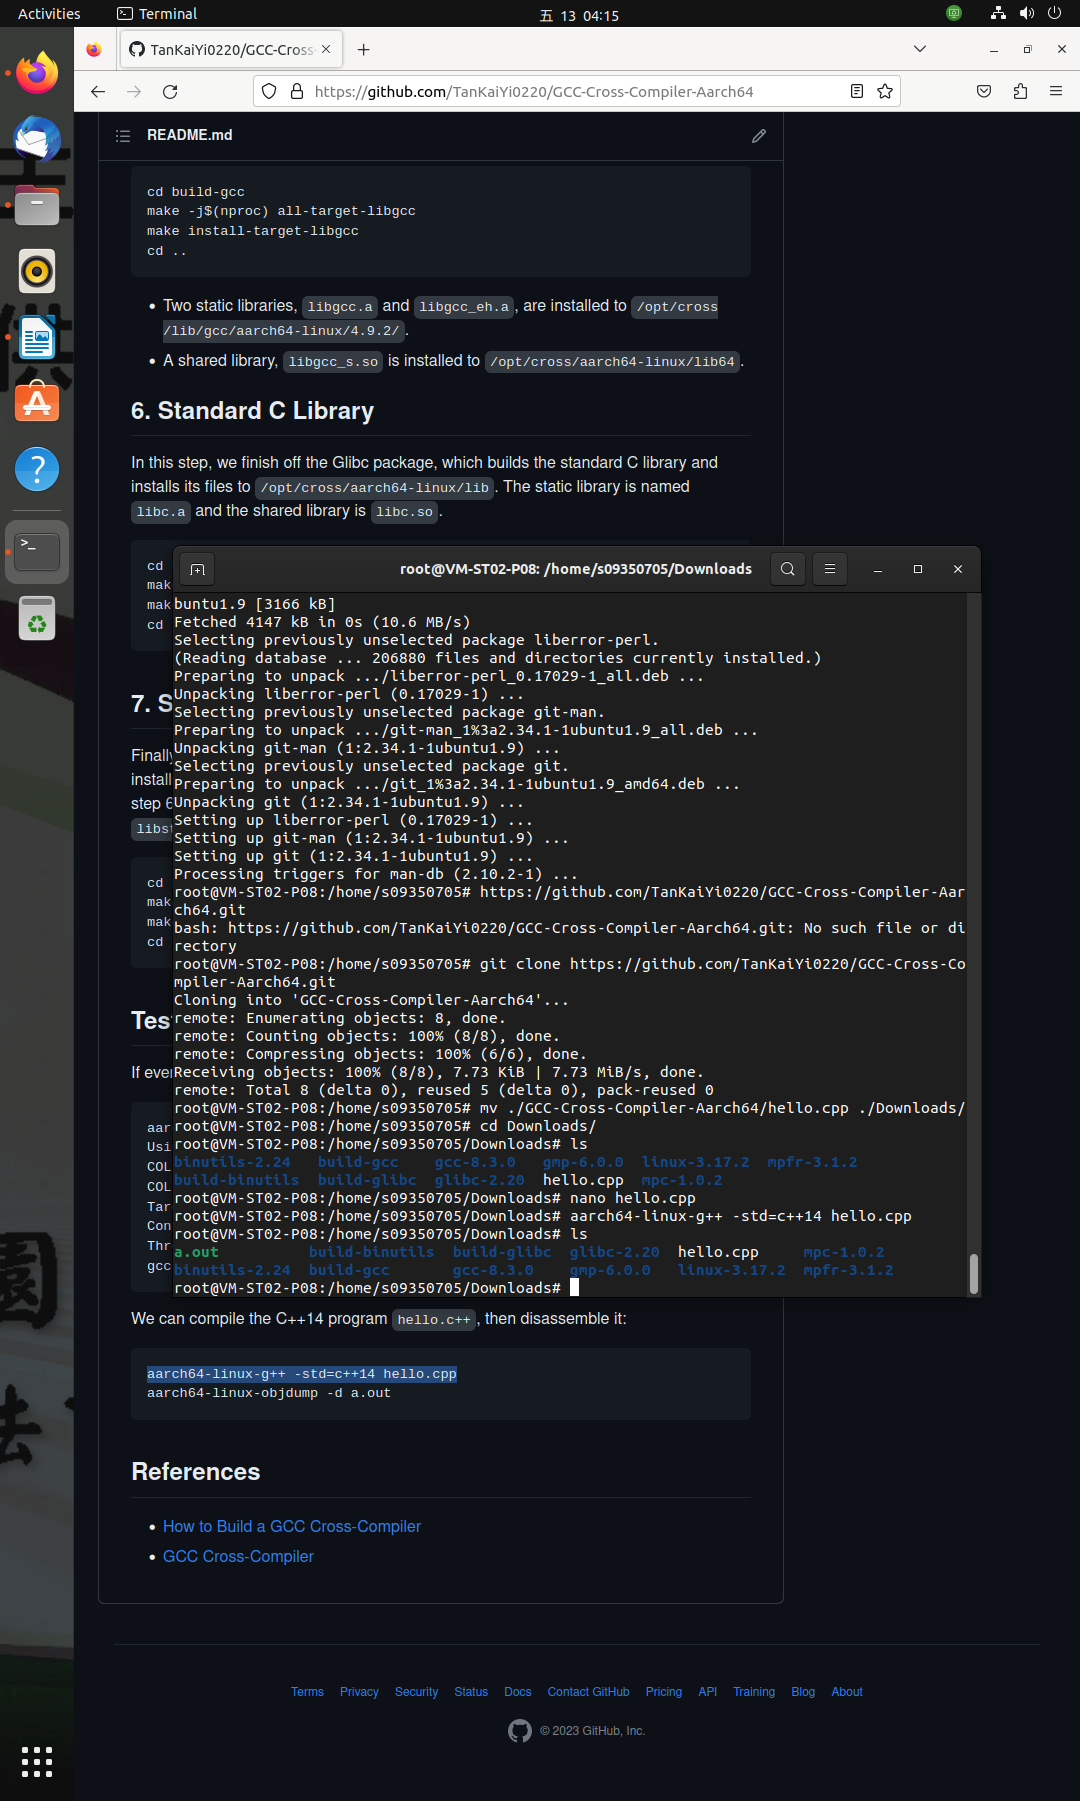 Activities
Terminal
五 13 04:15
TanKaiYi0220/GCC-Cross-
https://github.com/TanKaiYi0220/GCC-Cross-Compiler-Aarch64
README.md
cd build-gcc
make -j$(nproc) all-target-libgcc
make install-target-libgcc
cd ..
Two static libraries, libgcc.a and libgcc_eh.a, are installed to /opt/cross
/lib/gcc/aarch64-linux/4.9.2/.
A shared library, libgcc_s.so is installed to /opt/cross/aarch64-linux/lib64.
6. Standard C Library
In this step, we finish off the Glibc package, which builds the standard C library and
installs its files to /opt/cross/aarch64-linux/lib. The static library is named
libc.a and the shared library is libc.so.
cd
mak
mak
cd
7. S
Finally
install
step 6
libst
cd
mak
mak
cd
Tes
If ever
aar
Usi
COL
COL
Tar
Con
Thr
gcc
root@VM-ST02-P08: /home/s09350705/Downloads
buntu1.9 [3166 kB]
Fetched 4147 kB in 0s (10.6 MB/s)
Selecting previously unselected package liberror-perl.
(Reading database ... 206880 files and directories currently installed.)
Preparing to unpack .../liberror-perl_0.17029-1_all.deb ...
Unpacking liberror-perl (0.17029-1) ...
Selecting previously unselected package git-man.
Preparing to unpack .../git-man_1%3a2.34.1-1ubuntu1.9_all.deb ...
Unpacking git-man (1:2.34.1-1ubuntu1.9) ...
Selecting previously unselected package git.
Preparing to unpack .../git_1%3a2.34.1-1ubuntu1.9_amd64.deb ...
Unpacking git (1:2.34.1-1ubuntu1.9) ...
Setting up liberror-perl (0.17029-1) ...
Setting up git-man (1:2.34.1-1ubuntu1.9) ...
Setting up git (1:2.34.1-1ubuntu1.9) ...
Processing triggers for man-db (2.10.2-1) ...
root@VM-ST02-P08:/home/s09350705# https://github.com/TanKaiYi0220/GCC-Cross-Compiler-Aar
ch64.git
bash: https://github.com/TanKaiYi0220/GCC-Cross-Compiler-Aarch64.git: No such file or di
rectory
root@VM-ST02-P08:/home/s09350705# git clone https://github.com/TanKaiYi0220/GCC-Cross-Co
mpiler-Aarch64.git
Cloning into 'GCC-Cross-Compiler-Aarch64'...
remote: Enumerating objects: 8, done.
remote: Counting objects: 100% (8/8), done.
remote: Compressing objects: 100% (6/6), done.
Receiving objects: 100% (8/8), 7.73 KiB | 7.73 MiB/s, done.
remote: Total 8 (delta 0), reused 5 (delta 0), pack-reused 0
root@VM-ST02-P08:/home/s09350705# mv ./GCC-Cross-Compiler-Aarch64/hello.cpp ./Downloads/
root@VM-ST02-P08:/home/s09350705# cd Downloads/
root@VM-ST02-P08:/home/s09350705/Downloads# ls
binutils-2.24 build-gcc gcc-8.3.0 gmp-6.0.0 linux-3.17.2 mpfr-3.1.2
build-binutils build-glibc glibc-2.20 hello.cpp mpc-1.0.2
root@VM-ST02-P08:/home/s09350705/Downloads# nano hello.cpp
root@VM-ST02-P08:/home/s09350705/Downloads# aarch64-linux-g++ -std=c++14 hello.cpp
root@VM-ST02-P08:/home/s09350705/Downloads# ls
a.out build-binutils build-glibc glibc-2.20 hello.cpp mpc-1.0.2
binutils-2.24 build-gcc gcc-8.3.0 gmp-6.0.0 linux-3.17.2 mpfr-3.1.2
root@VM-ST02-P08:/home/s09350705/Downloads#
We can compile the C++14 program hello.c++, then disassemble it:
aarch64-linux-g++ -std=c++14 hello.cpp
aarch64-linux-objdump -d a.out
References
How to Build a GCC Cross-Compiler
GCC Cross-Compiler
Terms Privacy Security Status Docs Contact GitHub Pricing API Training Blog About
© 2023 GitHub, Inc.